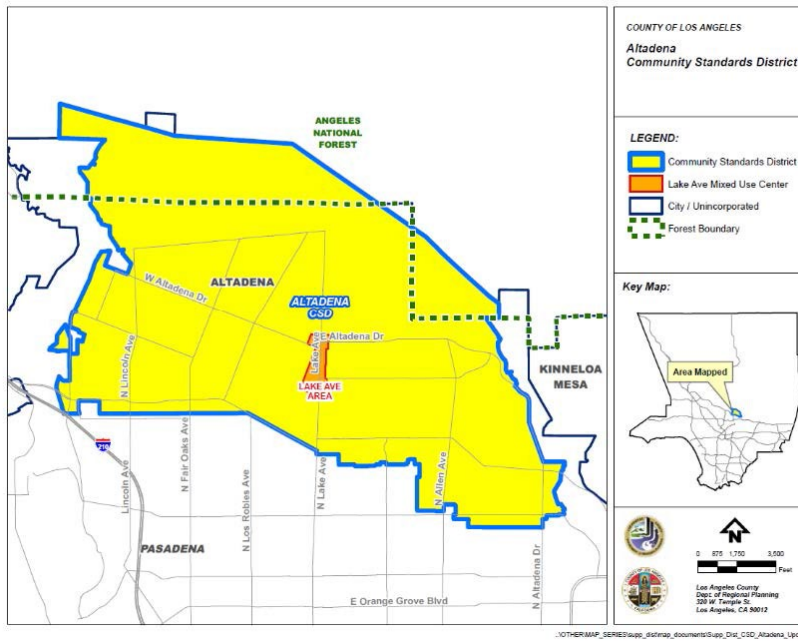 COUNTY OF LOS ANGELES
Altadena
Community Standards District
LEGEND:
Community Standards District
Lake Ave Mixed Use Center
City / Unincorporated
Forest Boundary
Key Map:
Area Mapped
N
0 875 1,750 3,500
Feet
Los Angeles County
Dept. of Regional Planning
320 W. Temple St.
Los Angeles, CA 90012
ANGELES
NATIONAL
FOREST
W Altadena Dr
ALTADENA
ALTADENA
CSD
Lake Ave
E Altadena Dr
LAKE AVE
AREA
KINNELOA
MESA
N Lincoln Ave
210
Lincoln Ave
N Fair Oaks Ave
N Los Robles Ave
N Lake Ave
N Allen Ave
N Altadena Dr
PASADENA
E Orange Grove Blvd